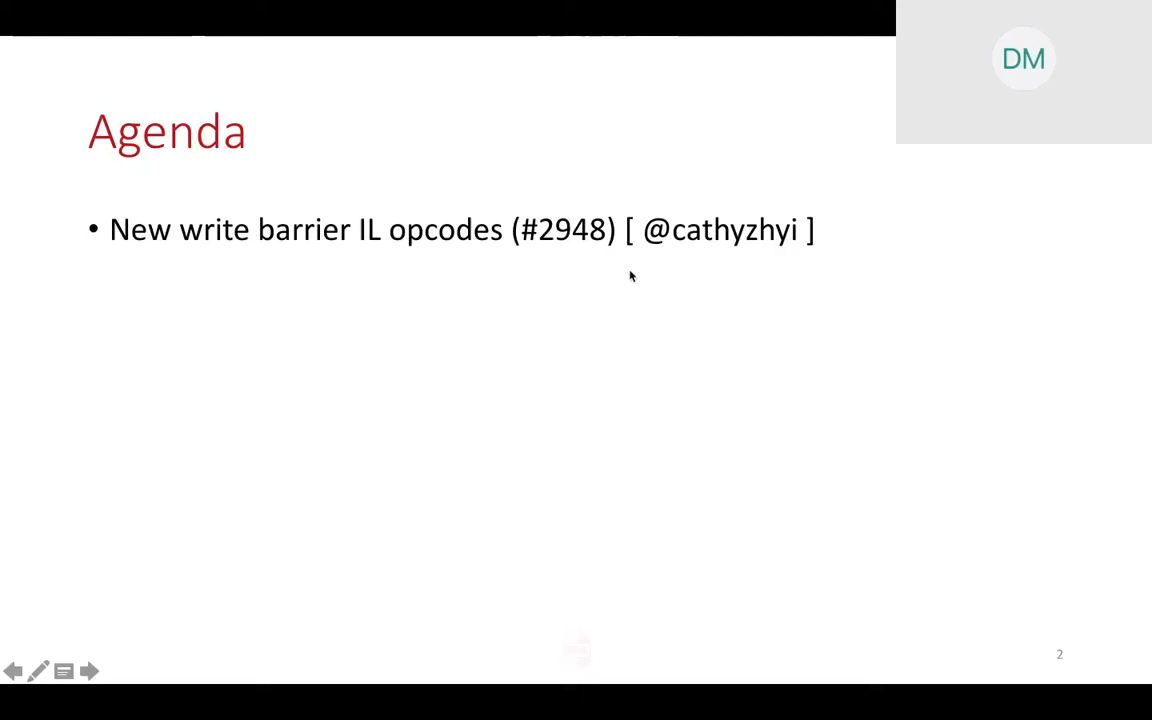 DM
Agenda
• New write barrier IL opcodes (#2948) [ @cathyzhyi ]
2